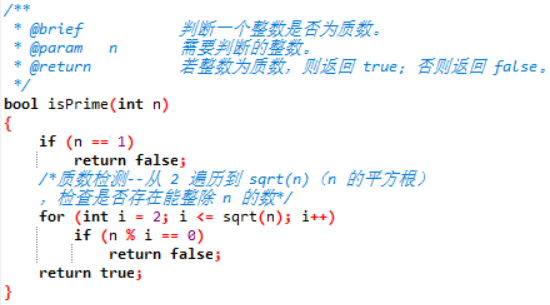 /**
 * @brief 判断一个整数是否为质数。
 * @param n 需要判断的整数。
 * @return 若整数为质数，则返回 true; 否则返回 false。
 */
bool isPrime(int n)
{
    if (n == 1)
        return false;
    /*质数检测--从 2 遍历到 sqrt(n)（n 的平方根）
    ，检查是否存在能整除 n 的数*/
    for (int i = 2; i <= sqrt(n); i++)
        if (n % i == 0)
            return false;
    return true;
}